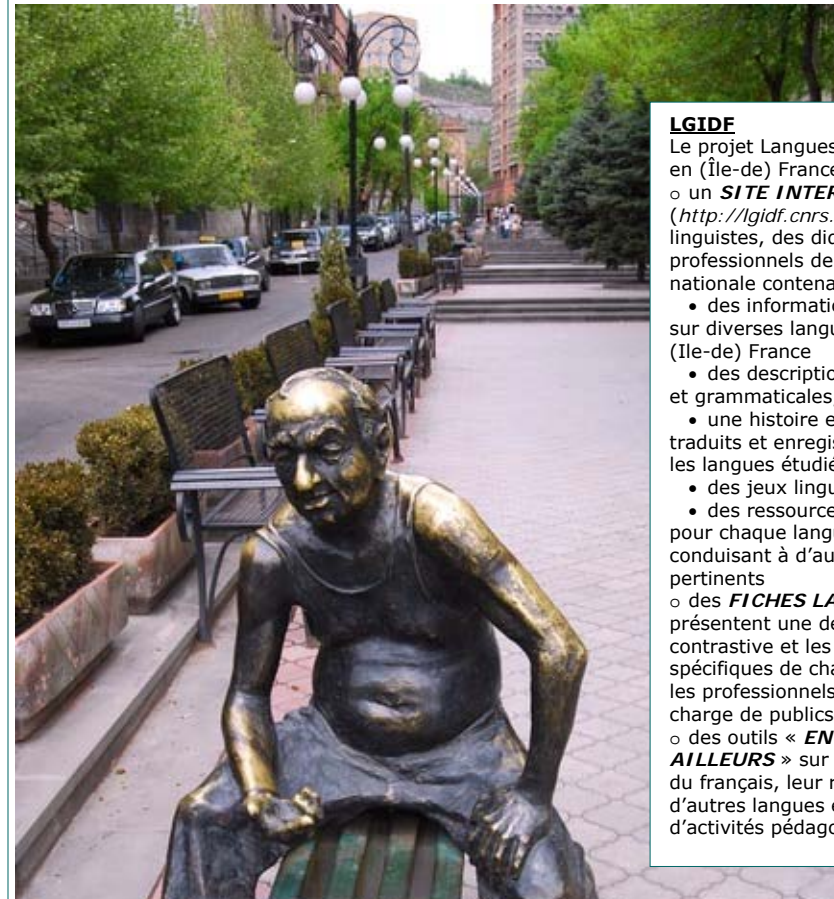 LGIDF
Le projet Langues
en (Île-de) France
o un SITE INTER
(http://lgidf.cnrs.
linguistes, des dic
professionnels de
nationale contena
• des informati
sur diverses langu
(Ile-de) France
• des descriptio
et grammaticales
• une histoire e
traduits et enregis
les langues étudié
• des jeux lingu
• des ressource
pour chaque langu
conduisant à d'au
pertinents
o des FICHES LA
présentent une de
contrastive et les
spécifiques de cha
les professionnels
charge de publics
o des outils « EN
AILLEURS » sur
du français, leur r
d'autres langues e
d'activités pédago